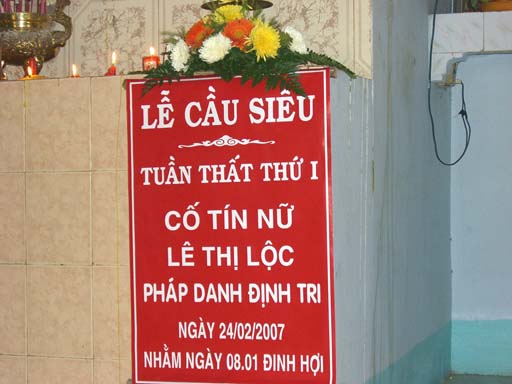 LỄ CẦU SIÊU
TUẦN THẤT THỨ I
CỐ TÍN NỮ
LÊ THỊ LỘC
PHÁP DANH ĐỊNH TRI
NGÀY 24/02/2007
NHẰM NGÀY 08.01 ĐINH HỢI